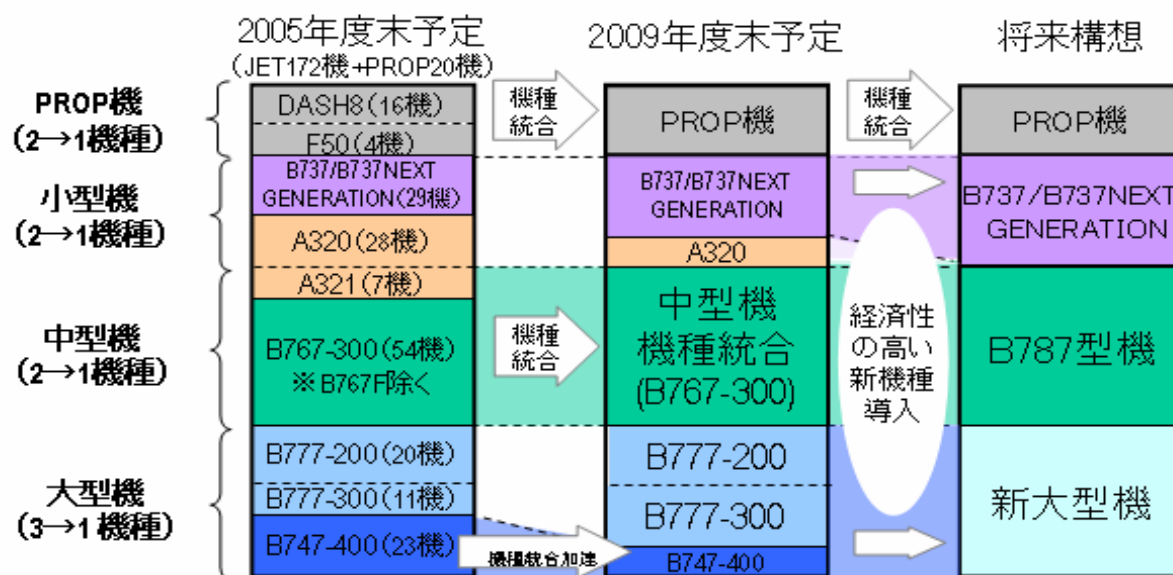 2005年度末予定
(JET172機+PROP20機)
2009年度末予定
将来構想
PROP機
(2→1機種)
小型機
(2→1機種)
中型機
(2→1機種)
大型機
(3→1機種)
DASH8(16機)
F50(4機)
B737/B737NEXT
GENERATION(29機)
A320(28機)
A321(7機)
B767-300(54機)
※B767F除く
B777-200(20機)
B777-300(11機)
B747-400(23機)
機種
統合
機種
統合
機種統合加速
PROP機
B737/B737NEXT
GENERATION
A320
中型機
機種統合
(B767-300)
B777-200
B777-300
B747-400
機種
統合
経済性
の高い
新機種
導入
PROP機
B737/B737NEXT
GENERATION
B787型機
新大型機